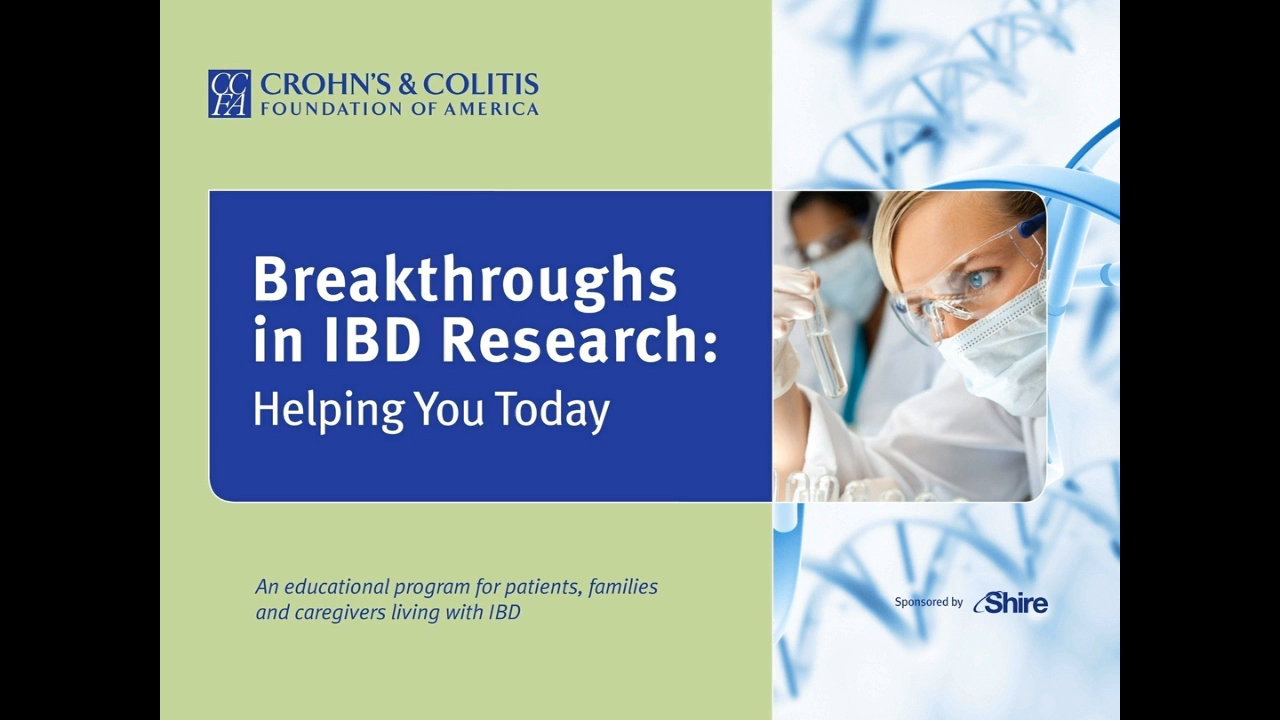 CCFA
CROHN'S & COLITIS
FOUNDATION OF AMERICA
Breakthroughs
in IBD Research:
Helping You Today
An educational program for patients, families
and caregivers living with IBD
Sponsored by Shire